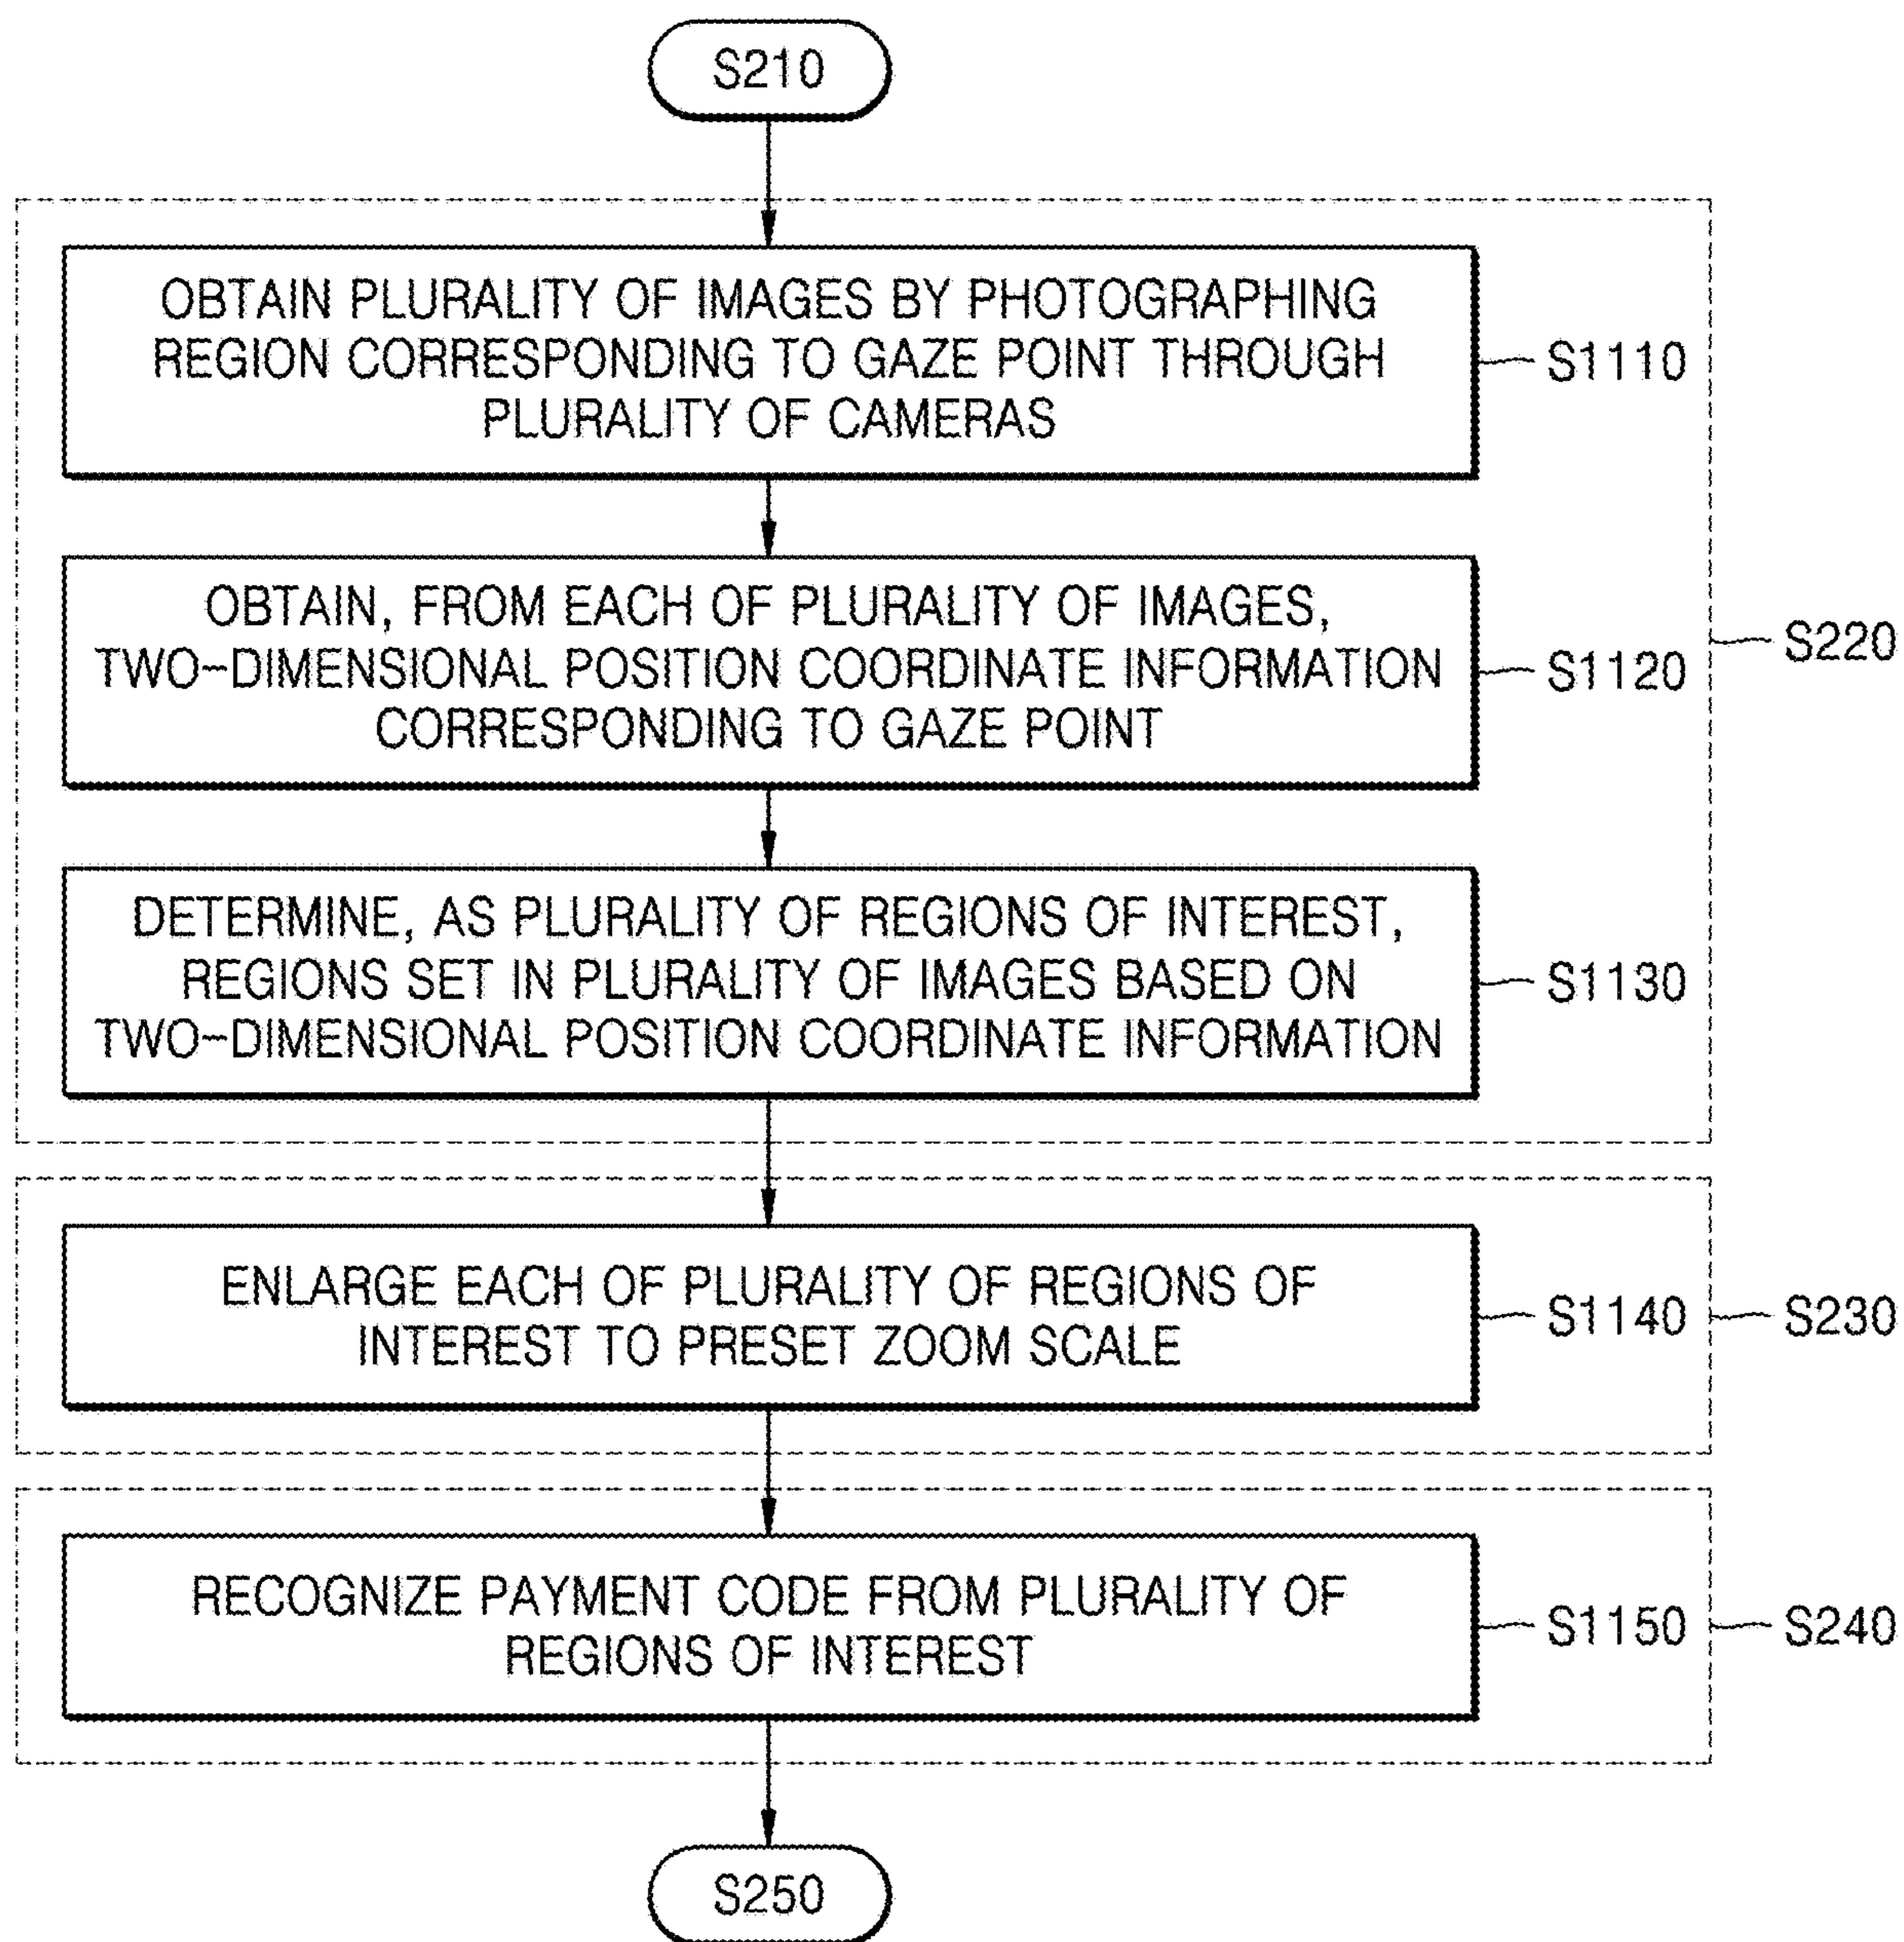 S210
OBTAIN PLURALITY OF IMAGES BY PHOTOGRAPHING
REGION CORRESPONDING TO GAZE POINT THROUGH
PLURALITY OF CAMERAS
S1110
OBTAIN, FROM EACH OF PLURALITY OF IMAGES,
TWO-DIMENSIONAL POSITION COORDINATE INFORMATION
CORRESPONDING TO GAZE POINT
S1120
S220
DETERMINE, AS PLURALITY OF REGIONS OF INTEREST,
REGIONS SET IN PLURALITY OF IMAGES BASED ON
TWO-DIMENSIONAL POSITION COORDINATE INFORMATION
S1130
ENLARGE EACH OF PLURALITY OF REGIONS OF
INTEREST TO PRESET ZOOM SCALE
S1140
S230
RECOGNIZE PAYMENT CODE FROM PLURALITY OF
REGIONS OF INTEREST
S1150
S240
S250